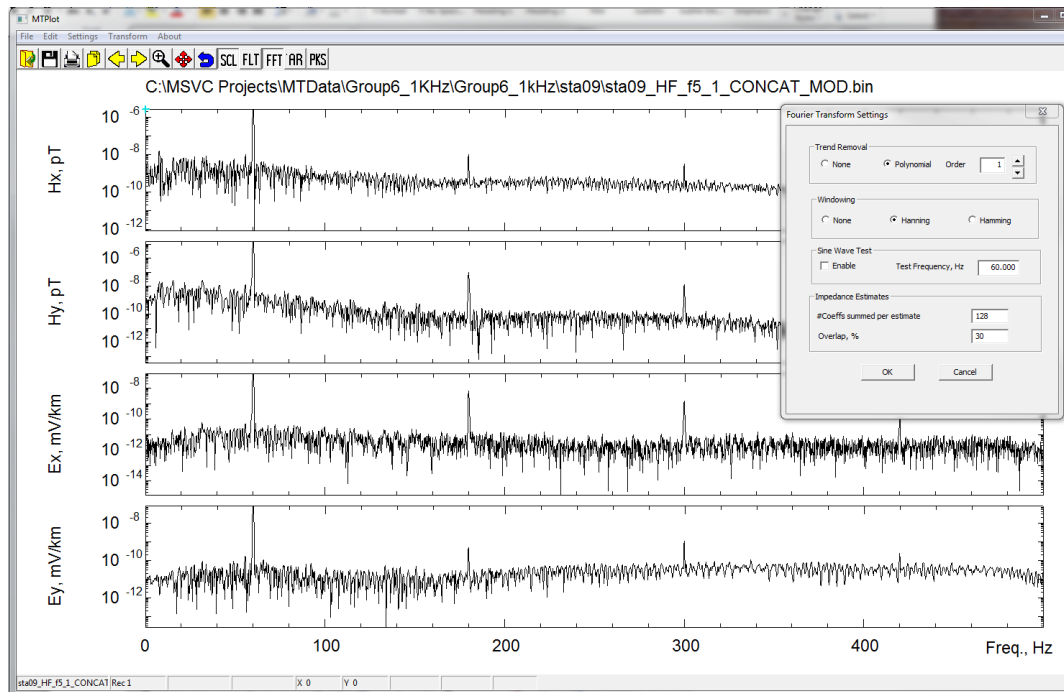 MTPlot
File Edit Settings Transform About
SCL FLT FFT AR PKS
C:\MSVC Projects\MTData\Group6_1KHz\Group6_1kHz\sta09\sta09_HF_f5_1_CONCAT_MOD.bin
Hx, pT
10 -6
10 -8
10 -10
10 -12
Hy, pT
10 -6
10 -8
10 -10
10 -12
Ex, mV/km
10 -8
10 -10
10 -12
10 -14
Ey, mV/km
10 -8
10 -10
10 -12
0 100 200 300 400 Freq., Hz
Fourier Transform Settings
Trend Removal
None Polynomial Order 1
Windowing
None Hanning Hamming
Sine Wave Test
Enable Test Frequency, Hz 60.000
Impedance Estimates
#Coeffs summed per estimate 128
Overlap, % 30
OK Cancel
sta09_HF_f5_1_CONCAT Rec 1 X 0 Y 0